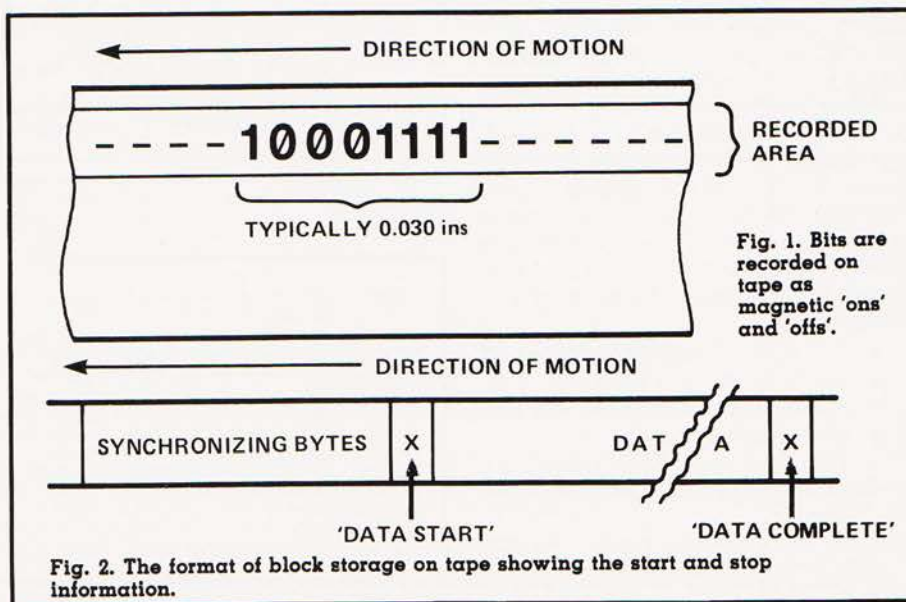 DIRECTION OF MOTION
- - - - 10001111 - - - - - -
RECORDED
AREA
TYPICALLY 0.030 ins
Fig. 1. Bits are
recorded on
tape as
magnetic 'ons'
and 'offs'.
DIRECTION OF MOTION
SYNCHRONIZING BYTES X DAT A X
'DATA START' 'DATA COMPLETE'
Fig. 2. The format of block storage on tape showing the start and stop
information.